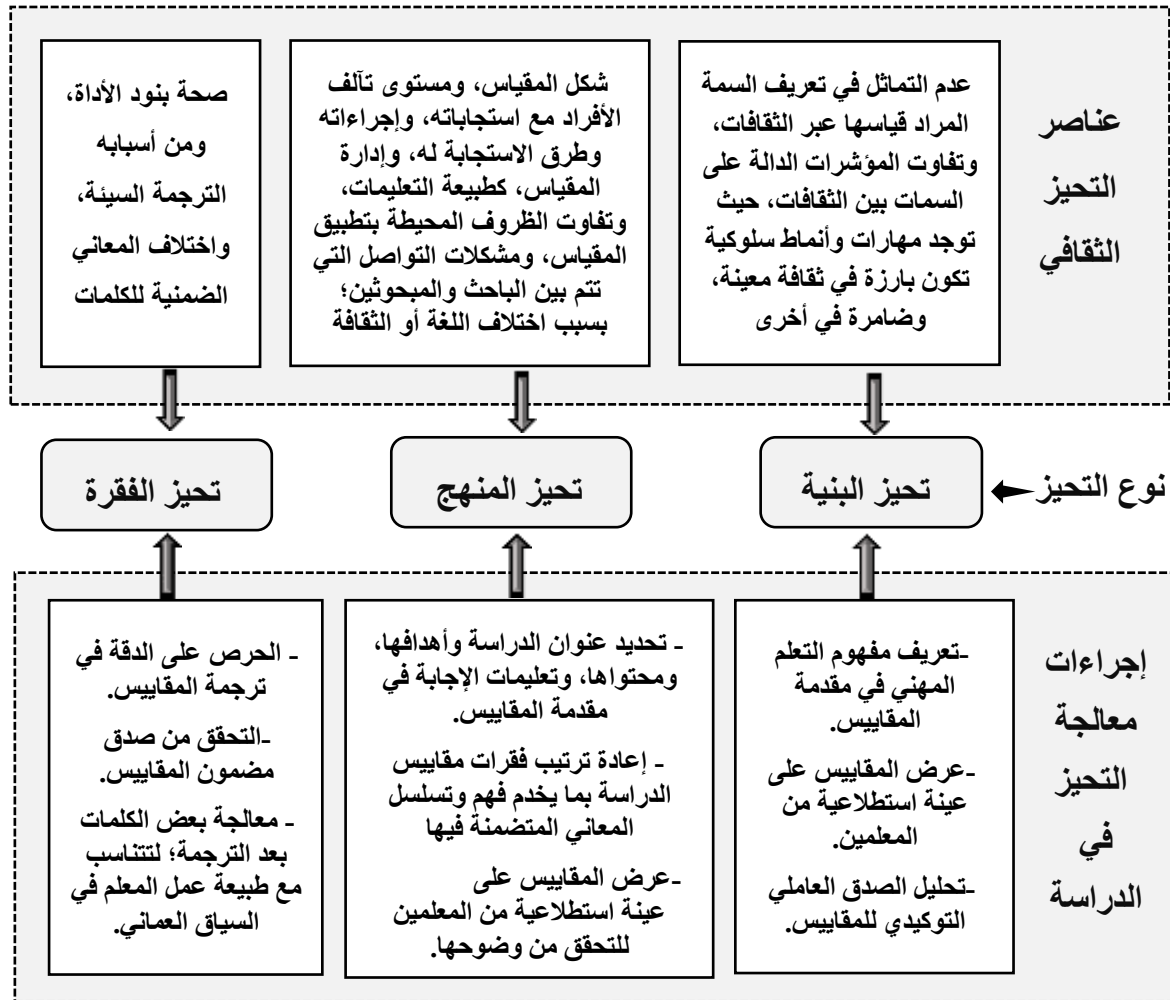 عناصر
التحيز
الثقافي
عدم التماثل في تعريف السمة
المراد قياسها عبر الثقافات،
وتفاوت المؤشرات الدالة على
السمات بين الثقافات، حيث
توجد مهارات وأنماط سلوكية
تكون بارزة في ثقافة معينة،
وضامرة في أخرى
شكل المقياس، ومستوى تآلف
الأفراد مع استجاباته، وإجراءاته
وطرق الاستجابة له، وإدارة
المقياس، كطبيعة التعليمات،
وتفاوت الظروف المحيطة بتطبيق
المقياس، ومشكلات التواصل التي
تتم بين الباحث والمبحوثين؛
بسبب اختلاف اللغة أو الثقافة
صحة بنود الأداة،
ومن أسبابه
الترجمة السيئة،
واختلاف المعاني
الضمنية للكلمات
نوع التحيز
تحيز البنية
تحيز المنهج
تحيز الفقرة
إجراءات
معالجة
التحيز
في
الدراسة
-تعريف مفهوم التعلم
المهني في مقدمة
المقاييس.
-عرض المقاييس على
عينة استطلاعية من
المعلمين.
-تحليل الصدق العاملي
التوكيدي للمقاييس.
- تحديد عنوان الدراسة وأهدافها،
ومحتواها، وتعليمات الإجابة في
مقدمة المقاييس.
- إعادة ترتيب فقرات مقاييس
الدراسة بما يخدم فهم وتسلسل
المعاني المتضمنة فيها
-عرض المقاييس على
عينة استطلاعية من المعلمين
للتحقق من وضوحها.
- الحرص على الدقة في
ترجمة المقاييس.
-التحقق من صدق
مضمون المقاييس.
- معالجة بعض الكلمات
بعد الترجمة؛ لتتناسب
مع طبيعة عمل المعلم في
السياق العماني.